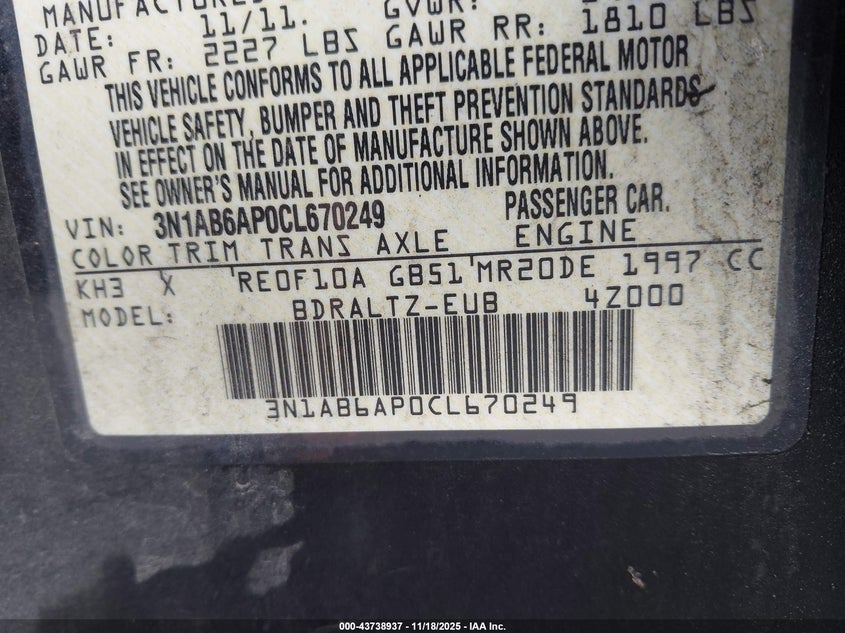 MANUFACTURED GVWR:
DATE: 11/11.
GAWR FR: 2227 LBS GAWR RR: 1810 LBS
THIS VEHICLE CONFORMS TO ALL APPLICABLE FEDERAL MOTOR
VEHICLE SAFETY, BUMPER AND THEFT PREVENTION STANDARDS
IN EFFECT ON THE DATE OF MANUFACTURE SHOWN ABOVE.
SEE OWNER'S MANUAL FOR ADDITIONAL INFORMATION.
VIN: 3N1AB6AP0CL670249 PASSENGER CAR.
COLOR TRIM TRANS AXLE ENGINE
KH3 X RE0F10A GB51 MR20DE 1997 CC
MODEL: BDRALTZ-EUB 4Z000
3N1AB6AP0CL670249
000-43738937 - 11/18/2025 - IAA Inc.